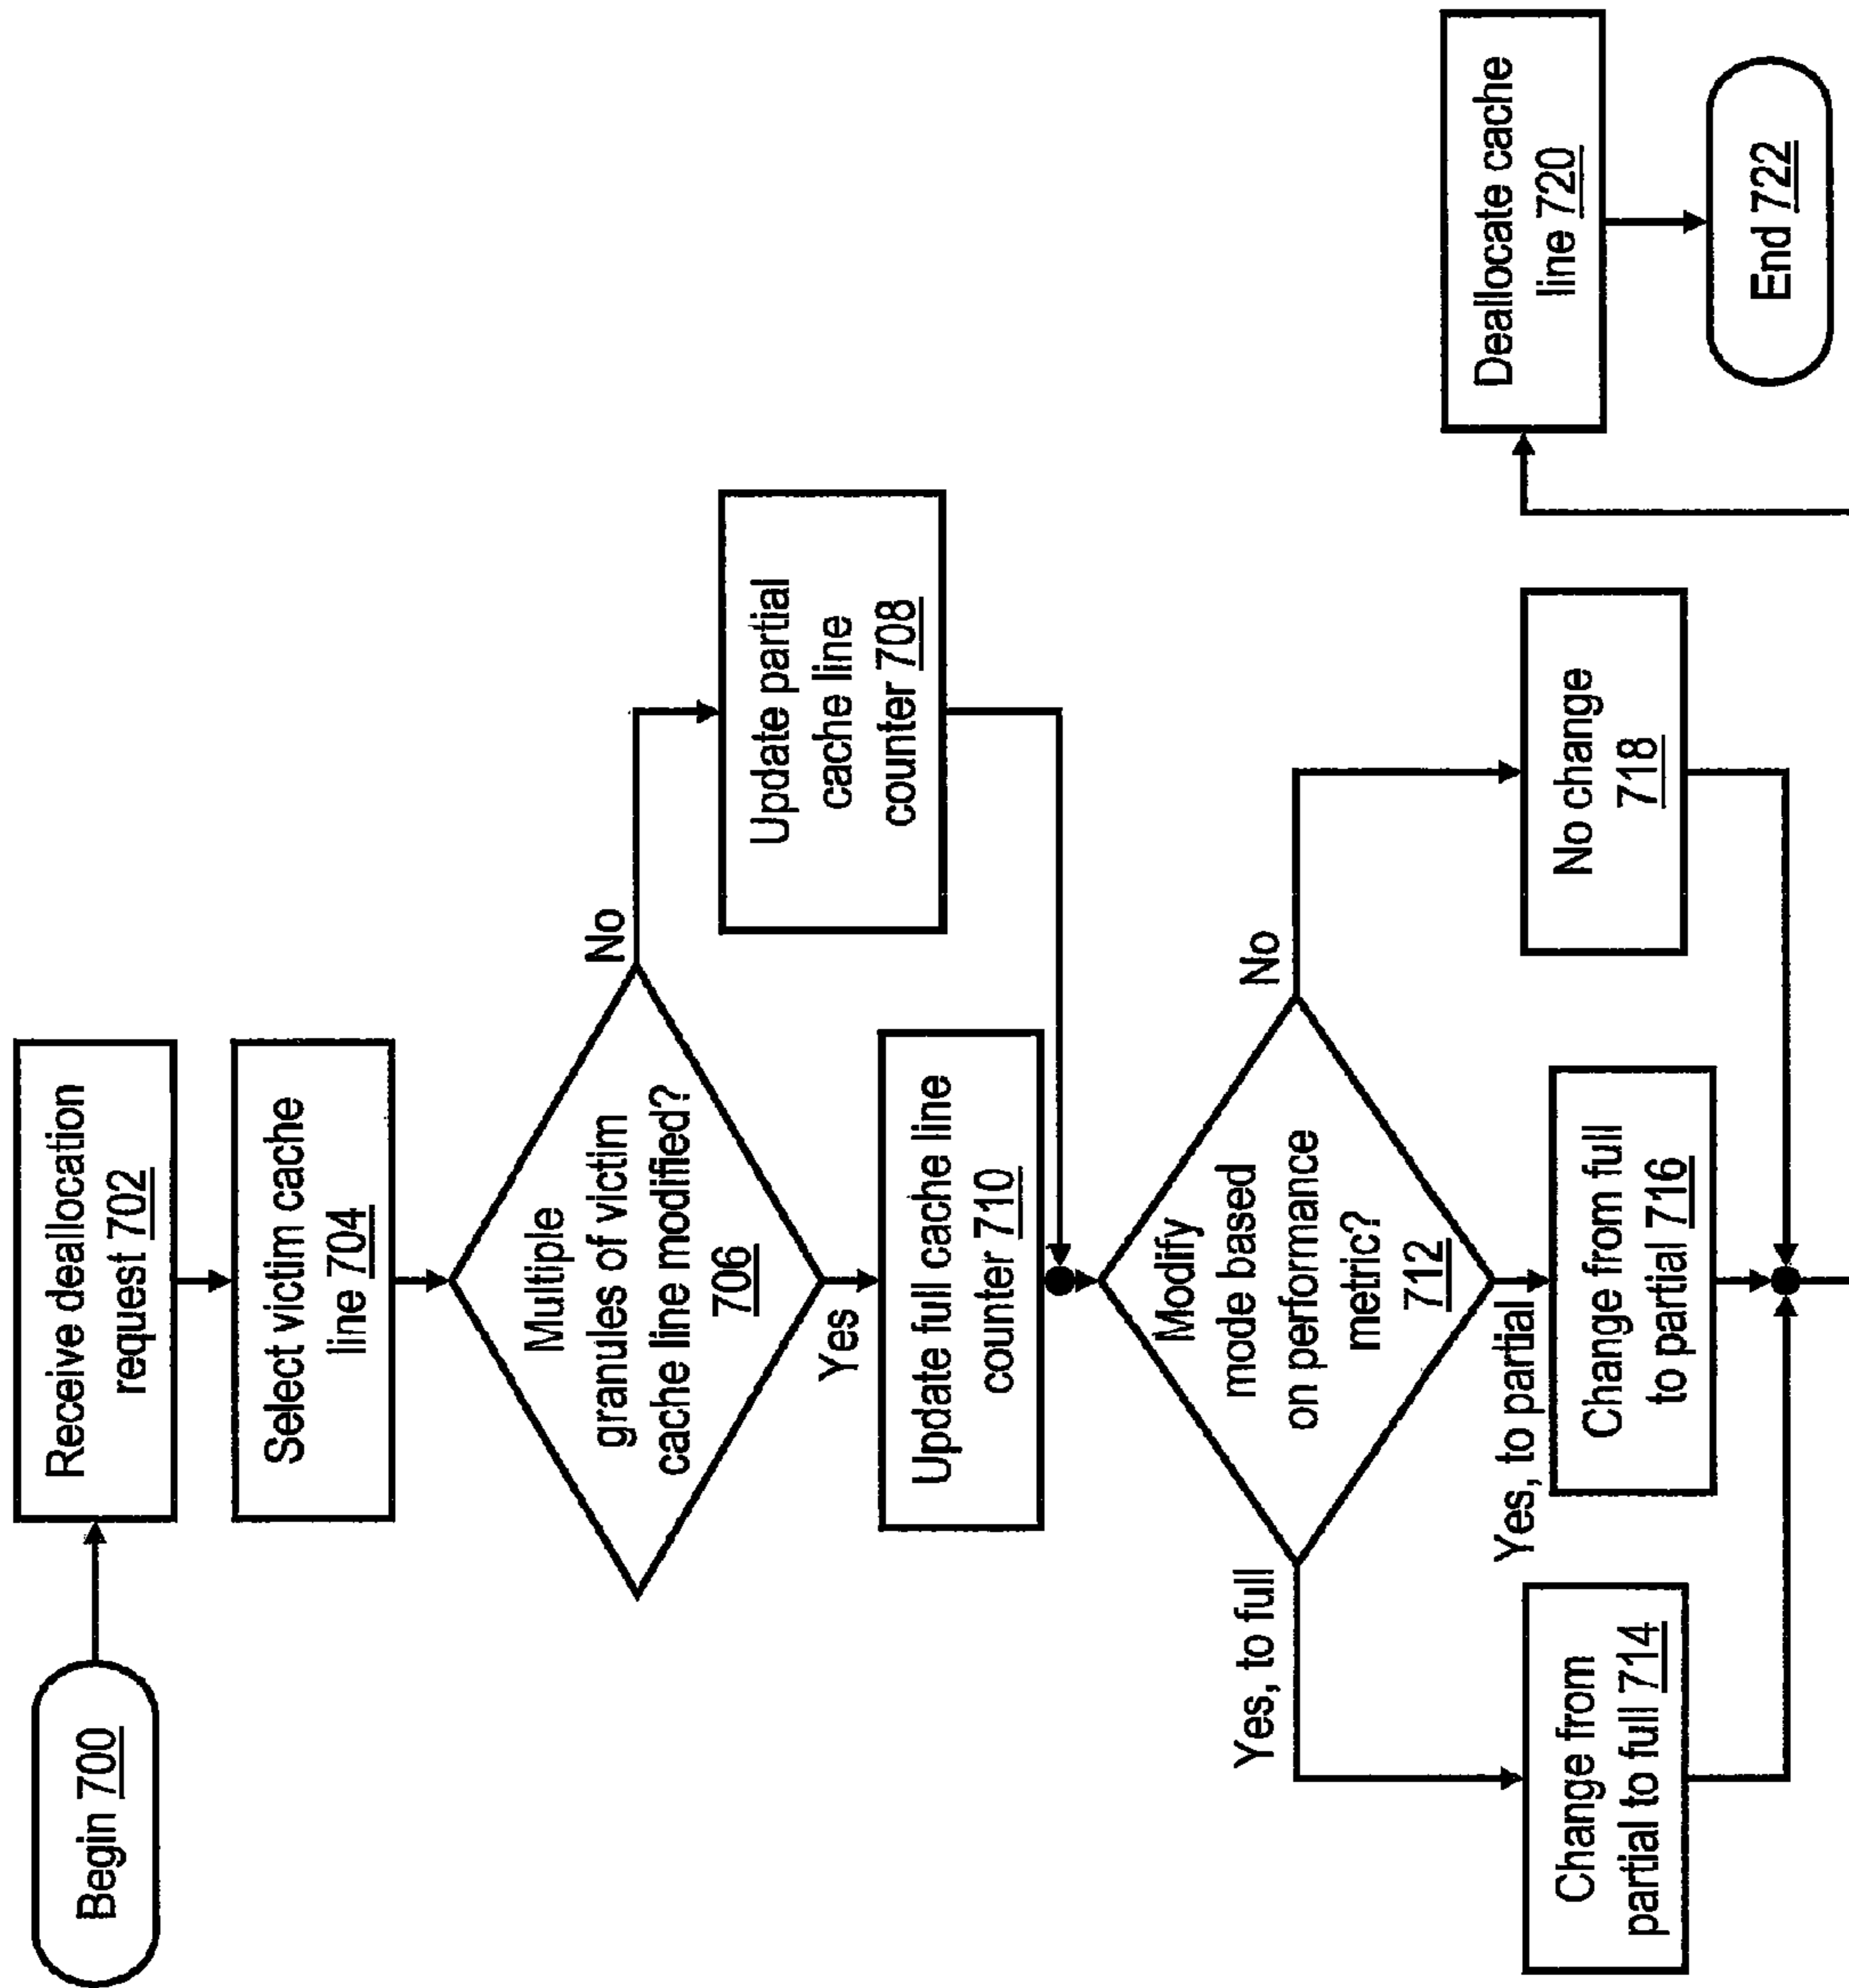 Begin 700
Receive deallocation
request 702
Select victim cache
line 704
Multiple
granules of victim
cache line modified?
706
No
Update partial
cache line
counter 708
Yes
Update full cache line
counter 710
Modify
mode based
on performance
metric?
712
Yes, to full
Yes, to partial
No
Change from
partial to full 714
Change from full
to partial 716
No change
718
Deallocate cache
line 720
End 722